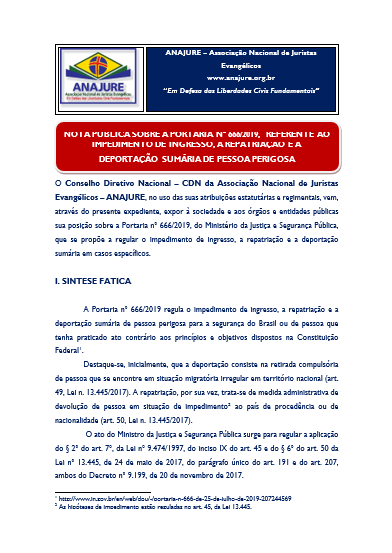 ANAJURE
Associação Nacional de Juristas Evangélicos
Em Defesa das Liberdades Civis Fundamentais
ANAJURE – Associação Nacional de Juristas
Evangélicos
www.anajure.org.br
“Em Defesa das Liberdades Civis Fundamentais”
NOTA PÚBLICA SOBRE A PORTARIA Nº 666/2019, REFERENTE AO
IMPEDIMENTO DE INGRESSO, A REPATRIAÇÃO E A
DEPORTAÇÃO SUMÁRIA DE PESSOA PERIGOSA
O Conselho Diretivo Nacional – CDN da Associação Nacional de Juristas
Evangélicos – ANAJURE, no uso das suas atribuições estatutárias e regimentais, vem,
através do presente expediente, expor à sociedade e aos órgãos e entidades públicas
sua posição sobre a Portaria nº 666/2019, do Ministério da Justiça e Segurança Pública,
que se propõe a regular o impedimento de ingresso, a repatriação e a deportação
sumária em casos específicos.
I. SINTESE FATICA
A Portaria nº 666/2019 regula o impedimento de ingresso, a repatriação e a
deportação sumária de pessoa perigosa para a segurança do Brasil ou de pessoa que
tenha praticado ato contrário aos princípios e objetivos dispostos na Constituição
Federal¹.
Destaque-se, inicialmente, que a deportação consiste na retirada compulsória
de pessoa que se encontre em situação migratória irregular em território nacional (art.
49, Lei n. 13.445/2017). A repatriação, por sua vez, trata-se de medida administrativa de
devolução de pessoa em situação de impedimento² ao país de procedência ou de
nacionalidade (art. 50, Lei n. 13.445/2017).
O ato do Ministro da Justiça e Segurança Pública surge para regular a aplicação
do § 2º do art. 7º, da Lei nº 9.474/1997, do inciso IX do art. 45 e do § 6º do art. 50 da
Lei nº 13.445, de 24 de maio de 2017, do parágrafo único do art. 191 e do art. 207,
ambos do Decreto nº 9.199, de 20 de novembro de 2017.
¹ http://www.in.gov.br/en/web/dou/-/portaria-n-666-de-25-de-julho-de-2019-207244569
² As hipóteses de impedimento estão reguladas no art. 45, da Lei 13.445.